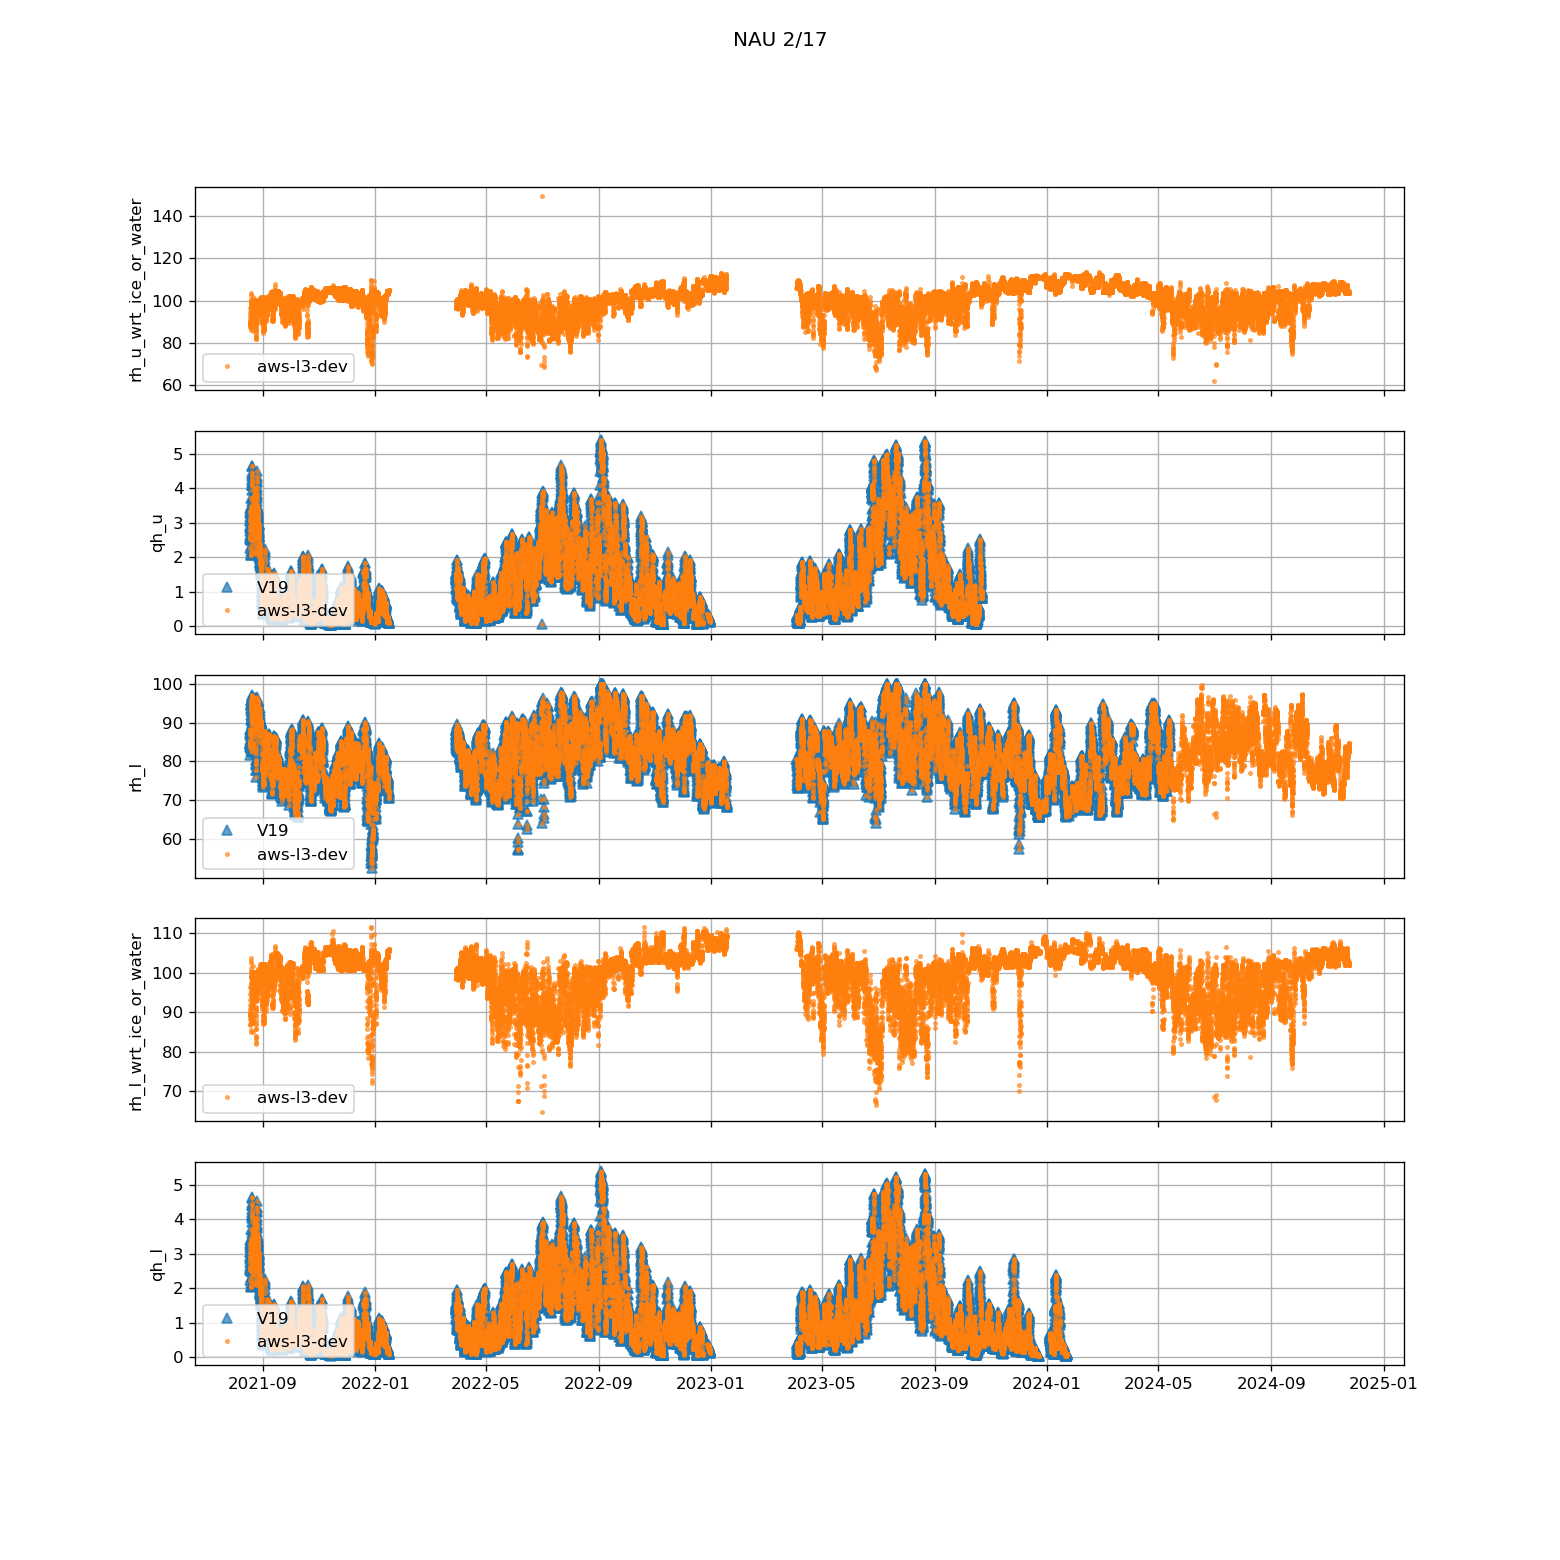 NAU 2/17
rh_u_wrt_ice_or_water
140
120
100
80
60
aws-l3-dev
qh_u
5
4
3
2
1
0
V19
aws-l3-dev
rh_l
100
90
80
70
60
V19
aws-l3-dev
rh_l_wrt_ice_or_water
110
100
90
80
70
aws-l3-dev
qh_l
5
4
3
2
1
0
V19
aws-l3-dev
2021-09 2022-01 2022-05 2022-09 2023-01 2023-05 2023-09 2024-01 2024-05 2024-09 2025-01